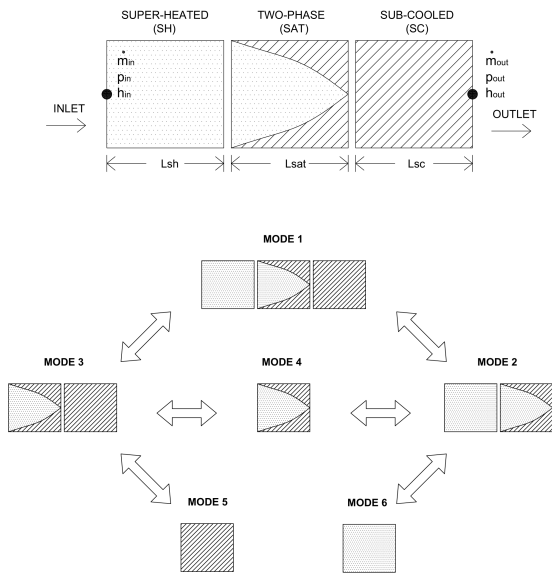 SUPER-HEATED TWO-PHASE SUB-COOLED
(SH) (SAT) (SC)
ṁin ṁout
pin pout
hin hout
INLET OUTLET
Lsh Lsat Lsc
MODE 1
MODE 3 MODE 4 MODE 2
MODE 5 MODE 6